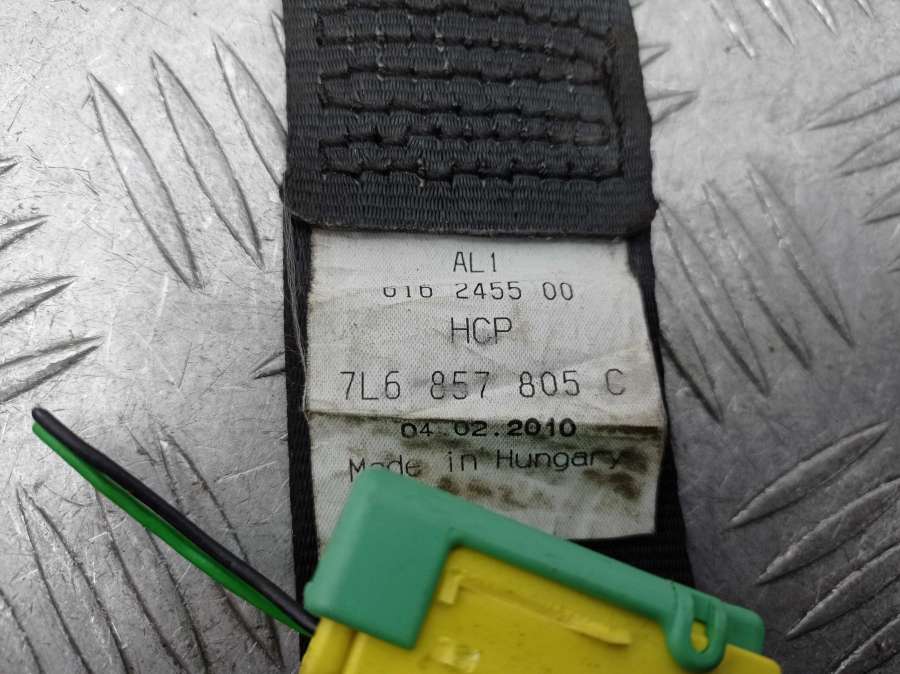 AL1
616 2455 00
HCP
7L6 857 805 C
04.02.2010
Made in Hungary